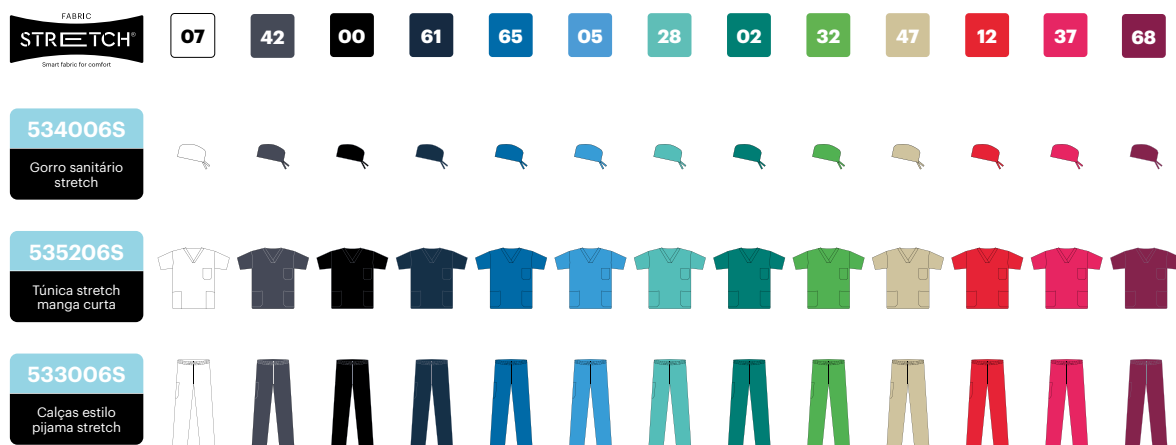 FABRIC
STRETCH®
Smart fabric for comfort
07 42 00 61 65 05 28 02 32 47 12 37 68
534006S
Gorro sanitário
stretch
535206S
Túnica stretch
manga curta
533006S
Calças estilo
pijama stretch